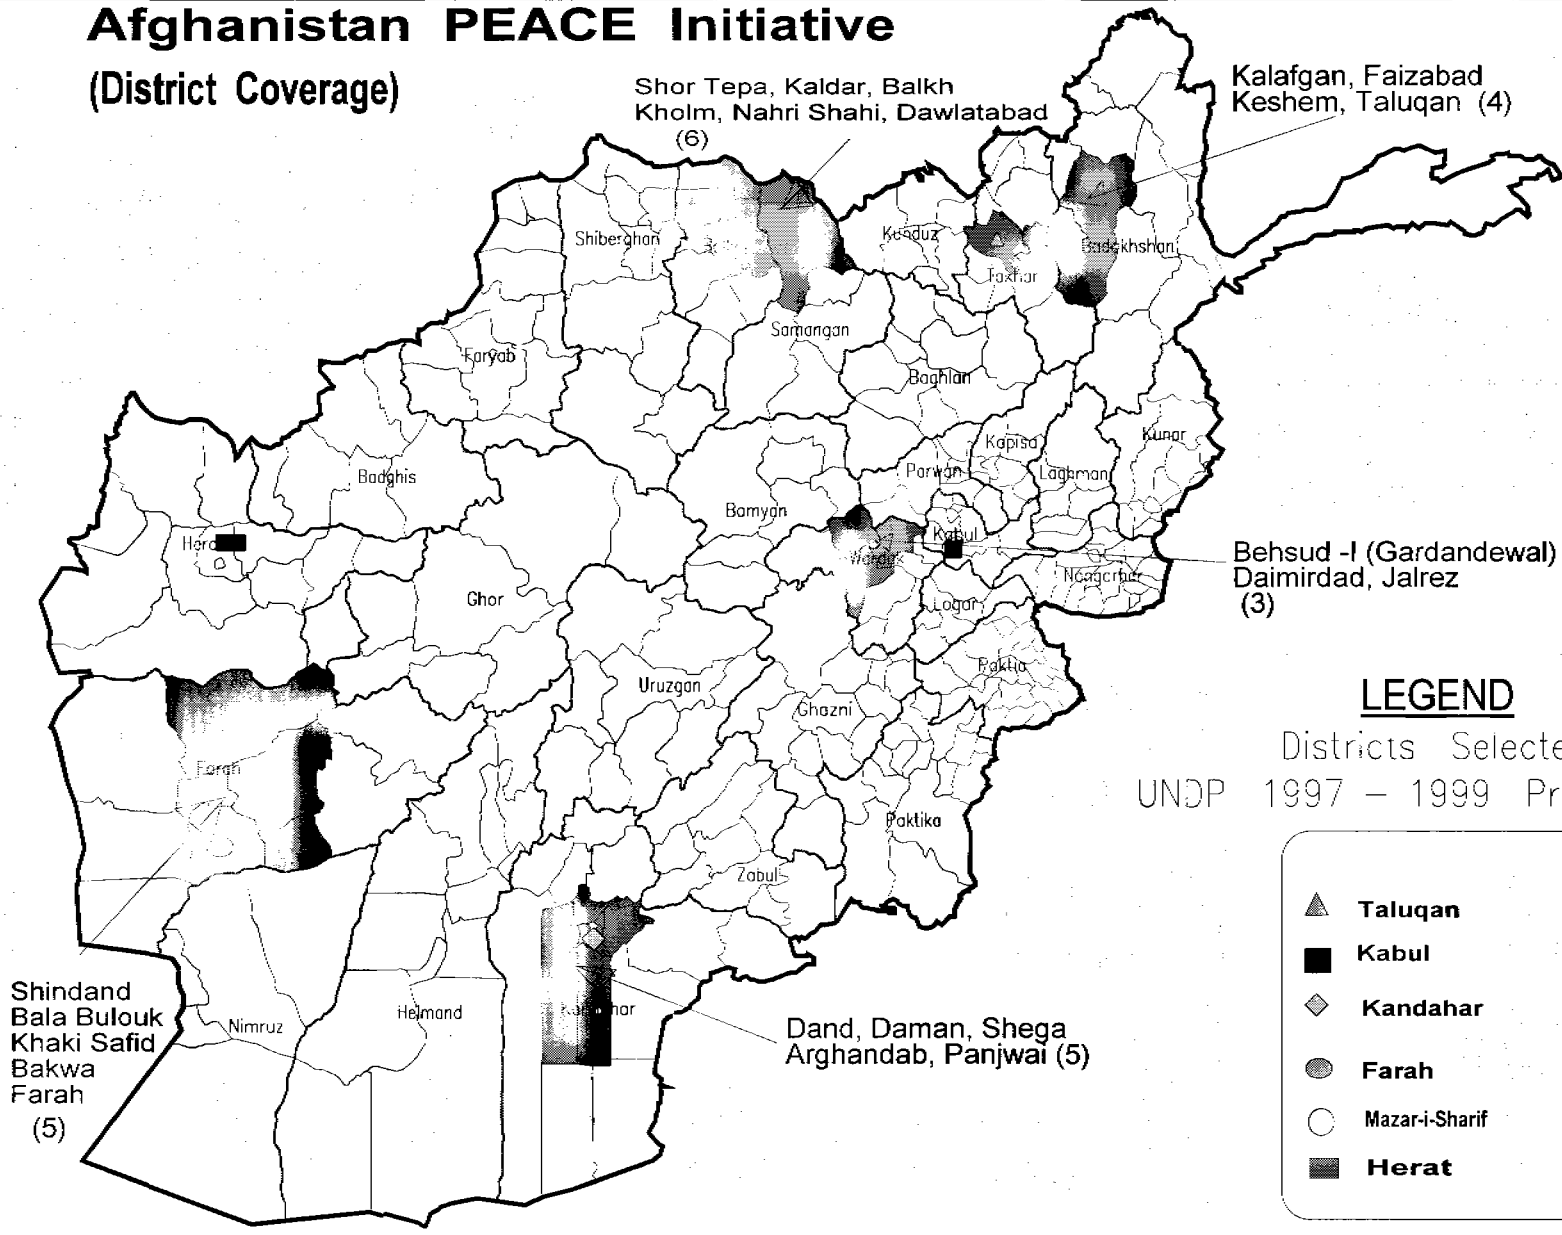 Afghanistan PEACE Initiative
(District Coverage)
Shor Tepa, Kaldar, Balkh
Kholm, Nahri Shahi, Dawlatabad
(6)
Kalafgan, Faizabad
Keshem, Taluqan (4)
Shiberghan
Kunduz
Takhar
Badakhshan
Samangan
Faryab
Baghlan
Badghis
Kapisa
Kunar
Parwan
Laghman
Bamyan
Kabul
Wardak
Nangarhar
Behsud -I (Gardandewal)
Daimirdad, Jalrez
(3)
Ghor
Logar
Paktia
Uruzgan
Ghazni
Farah
Paktika
Zabul
Nimruz
Helmand
Shindand
Bala Bulouk
Khaki Safid
Bakwa
Farah
(5)
Dand, Daman, Shega
Arghandab, Panjwai (5)
LEGEND
Districts Selecte
UNDP 1997 - 1999 Pr
Taluqan
Kabul
Kandahar
Farah
Mazar-i-Sharif
Herat